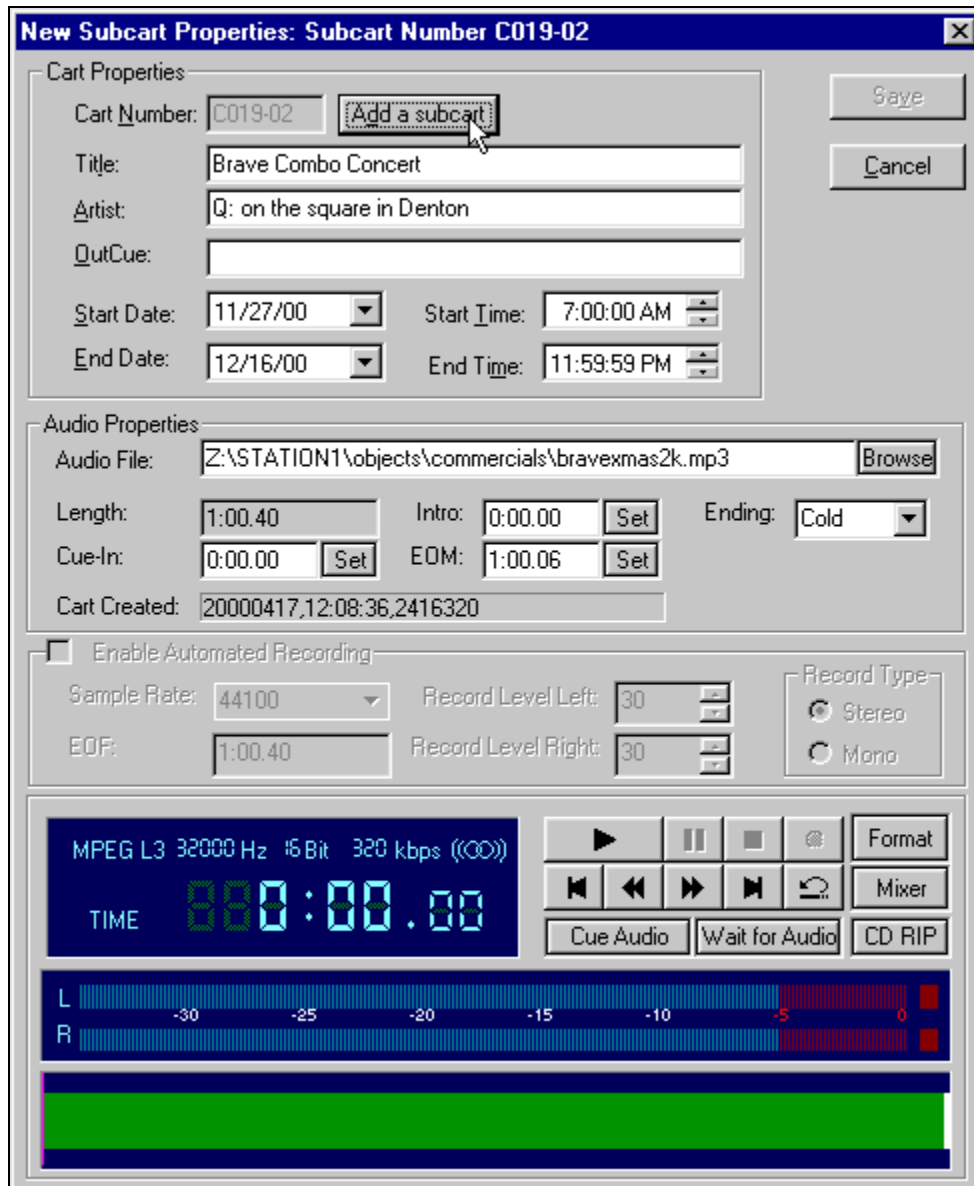 New Subcart Properties: Subcart Number C019-02
Cart Properties
Cart Number: C019-02 Add a subcart
Save
Title: Brave Combo Concert
Cancel
Artist: Q: on the square in Denton
OutCue:
Start Date: 11/27/00 Start Time: 7:00:00 AM
End Date: 12/16/00 End Time: 11:59:59 PM
Audio Properties
Audio File: Z:\STATION1\objects\commercials\bravexmas2k.mp3 Browse
Length: 1:00.40 Intro: 0:00.00 Set Ending: Cold
Cue-In: 0:00.00 Set EOM: 1:00.06 Set
Cart Created: 20000417,12:08:36,2416320
Enable Automated Recording
Sample Rate: 44100 Record Level Left: 30 Record Type
Stereo
EOF: 1:00.40 Record Level Right: 30
Mono
MPEG L3 32000 Hz 16 Bit 320 kbps ((OO))
TIME 0:00.00
Format
Mixer
Cue Audio Wait for Audio CD RIP
L
-30 -25 -20 -15 -10 -5 0
R